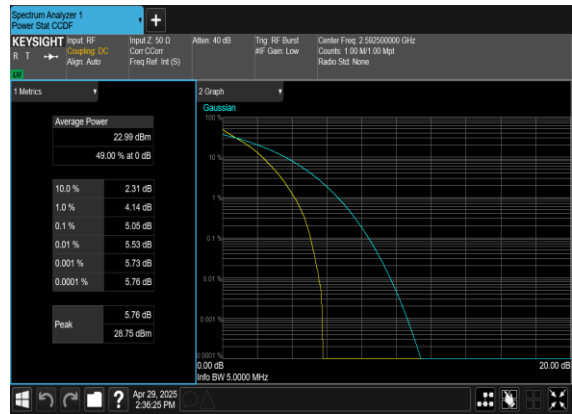 Spectrum Analyzer 1
Power Stat CCDF
+
KEYSIGHT
R T
LW
Input: RF
Coupling: DC
Align: Auto
Input Z: 50 Ω
Corr CCorr
Freq Ref: Int (S)
Atten: 40 dB
Trig: RF Burst
#IF Gain: Low
Center Freq: 2.592500000 GHz
Counts: 1.00 M/1.00 Mpt
Radio Std: None
1 Metrics
Average Power
22.99 dBm
49.00 % at 0 dB
10.0 % 2.31 dB
1.0 % 4.14 dB
0.1 % 5.05 dB
0.01 % 5.53 dB
0.001 % 5.73 dB
0.0001 % 5.76 dB
Peak
5.76 dB
28.75 dBm
2 Graph
Gaussian
100 %
10 %
1 %
0.1 %
0.01 %
0.001 %
0.0001 %
0.00 dB
20.00 dB
Info BW 5.0000 MHz
?
Apr 29, 2025
2:36:25 PM